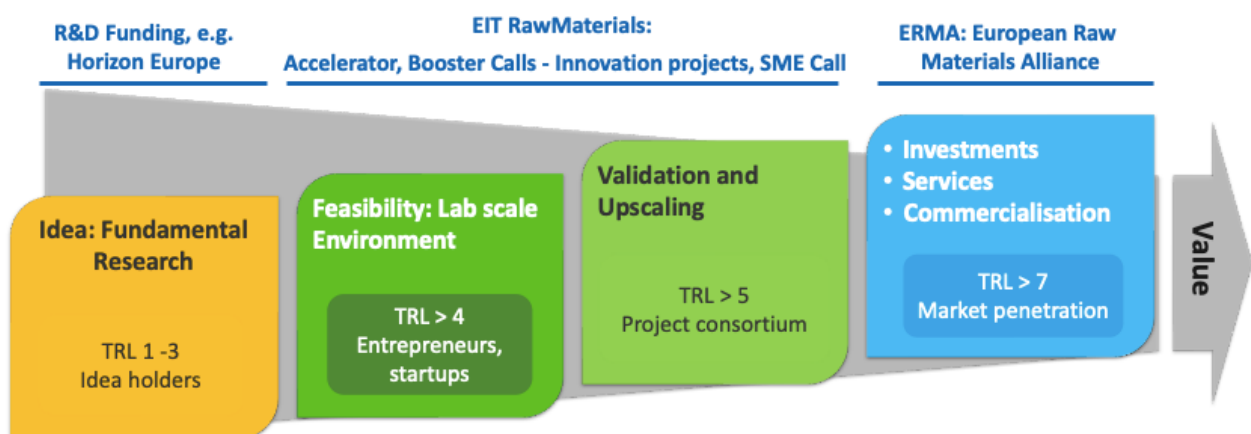 R&D Funding, e.g.
Horizon Europe
EIT RawMaterials:
Accelerator, Booster Calls - Innovation projects, SME Call
ERMA: European Raw
Materials Alliance
Idea: Fundamental
Research
TRL 1 -3
Idea holders
Feasibility: Lab scale
Environment
TRL > 4
Entrepreneurs,
startups
Validation and
Upscaling
TRL > 5
Project consortium
• Investments
• Services
• Commercialisation
TRL > 7
Market penetration
Value